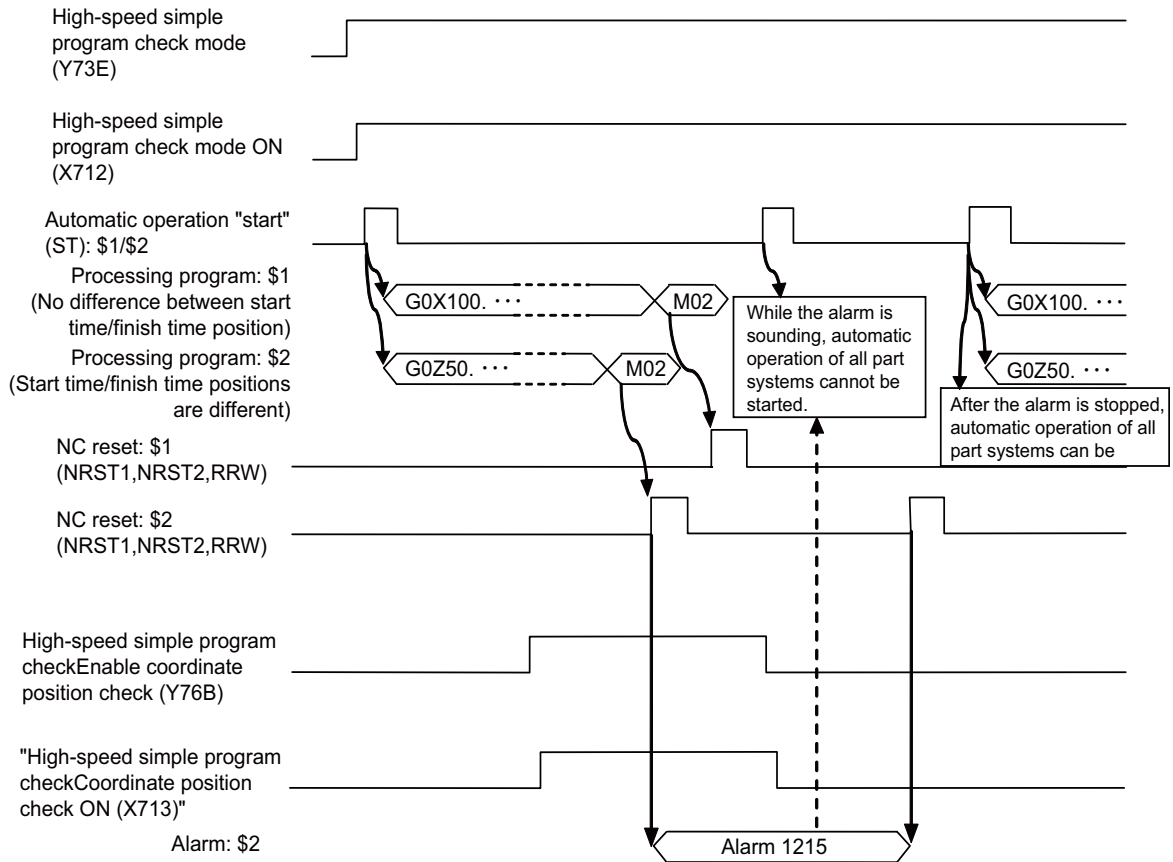 High-speed simple
program check mode
(Y73E)
High-speed simple
program check mode ON
(X712)
Automatic operation "start"
(ST): $1/$2
Processing program: $1
(No difference between start
time/finish time position)
G0X100. ···
M02
G0X100. ···
Processing program: $2
(Start time/finish time positions
are different)
G0Z50. ···
M02
G0Z50. ···
While the alarm is
sounding, automatic
operation of all part
systems cannot be
started.
After the alarm is stopped,
automatic operation of all
part systems can be
NC reset: $1
(NRST1,NRST2,RRW)
NC reset: $2
(NRST1,NRST2,RRW)
High-speed simple program
checkEnable coordinate
position check (Y76B)
"High-speed simple program
checkCoordinate position
check ON (X713)"
Alarm: $2
Alarm 1215